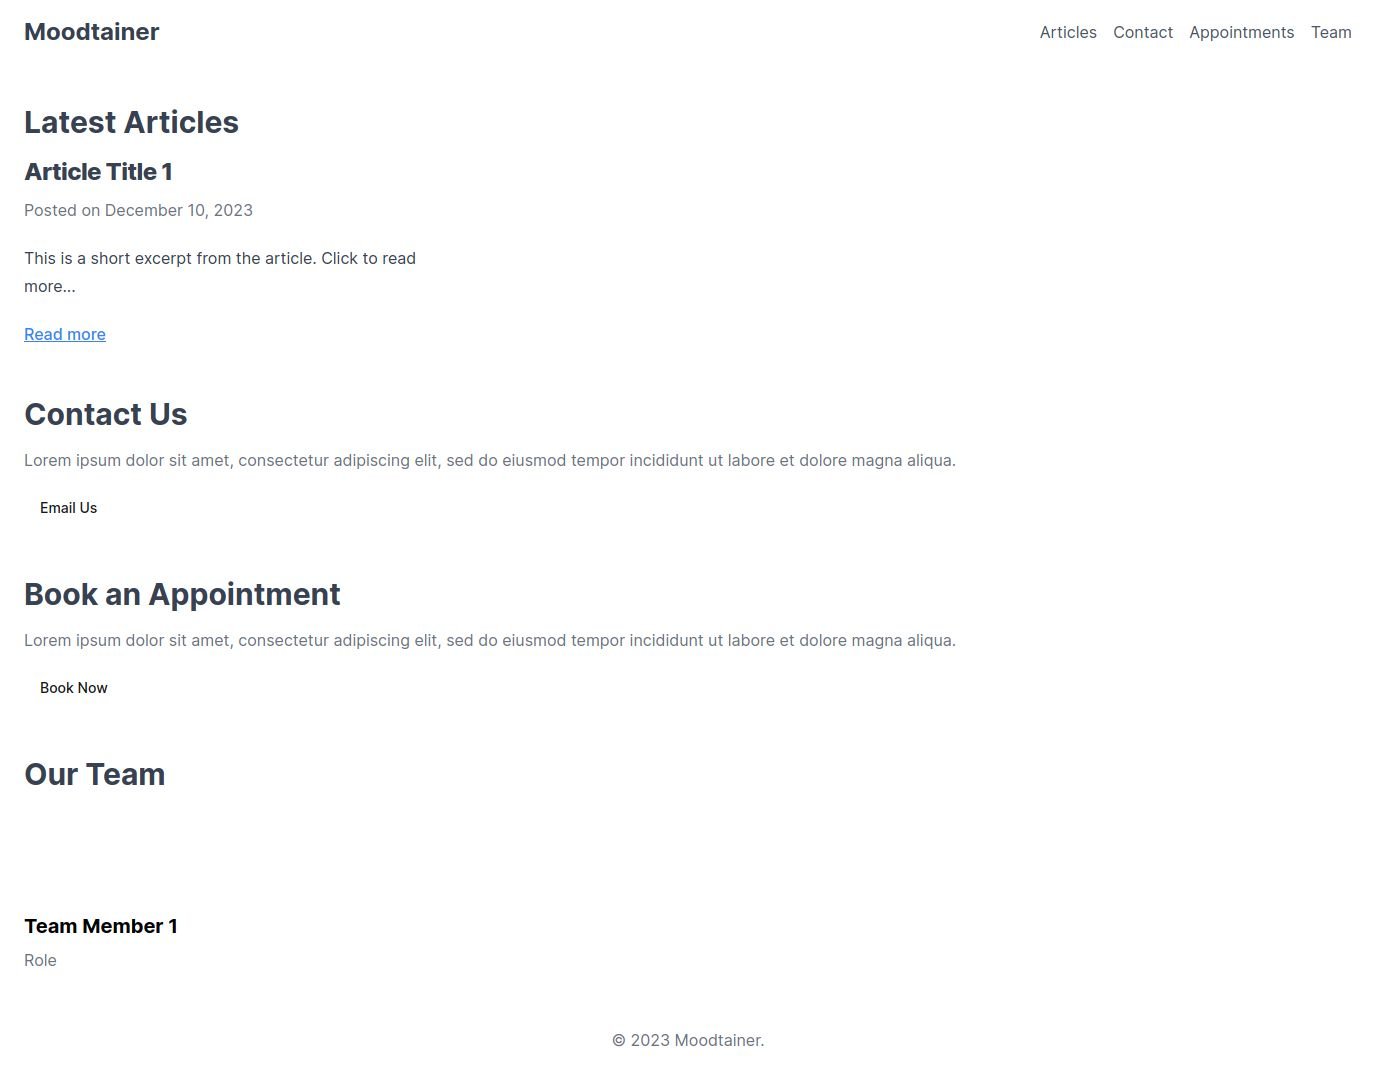 Moodtainer
Articles Contact Appointments Team
Latest Articles
Article Title 1
Posted on December 10, 2023
This is a short excerpt from the article. Click to read
more...
Read more
Contact Us
Lorem ipsum dolor sit amet, consectetur adipiscing elit, sed do eiusmod tempor incididunt ut labore et dolore magna aliqua.
Email Us
Book an Appointment
Lorem ipsum dolor sit amet, consectetur adipiscing elit, sed do eiusmod tempor incididunt ut labore et dolore magna aliqua.
Book Now
Our Team
Team Member 1
Role
© 2023 Moodtainer.